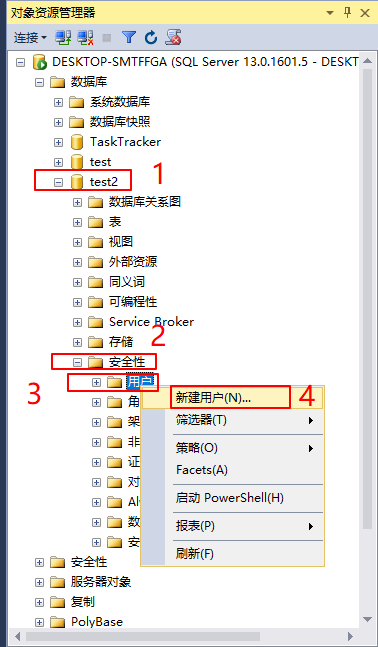 对象资源管理器
连接
DESKTOP-SMTFFGA (SQL Server 13.0.1601.5 - DESKT
数据库
系统数据库
数据库快照
TaskTracker
test
1
test2
数据库关系图
表
视图
外部资源
同义词
可编程性
Service Broker
2
存储
安全性
3
用户
新建用户(N)...
4
角
筛选器(T)
架
非
策略(O)
证
Facets(A)
对
启动 PowerShell(H)
Al
数
报表(P)
安
刷新(F)
安全性
服务器对象
复制
PolyBase